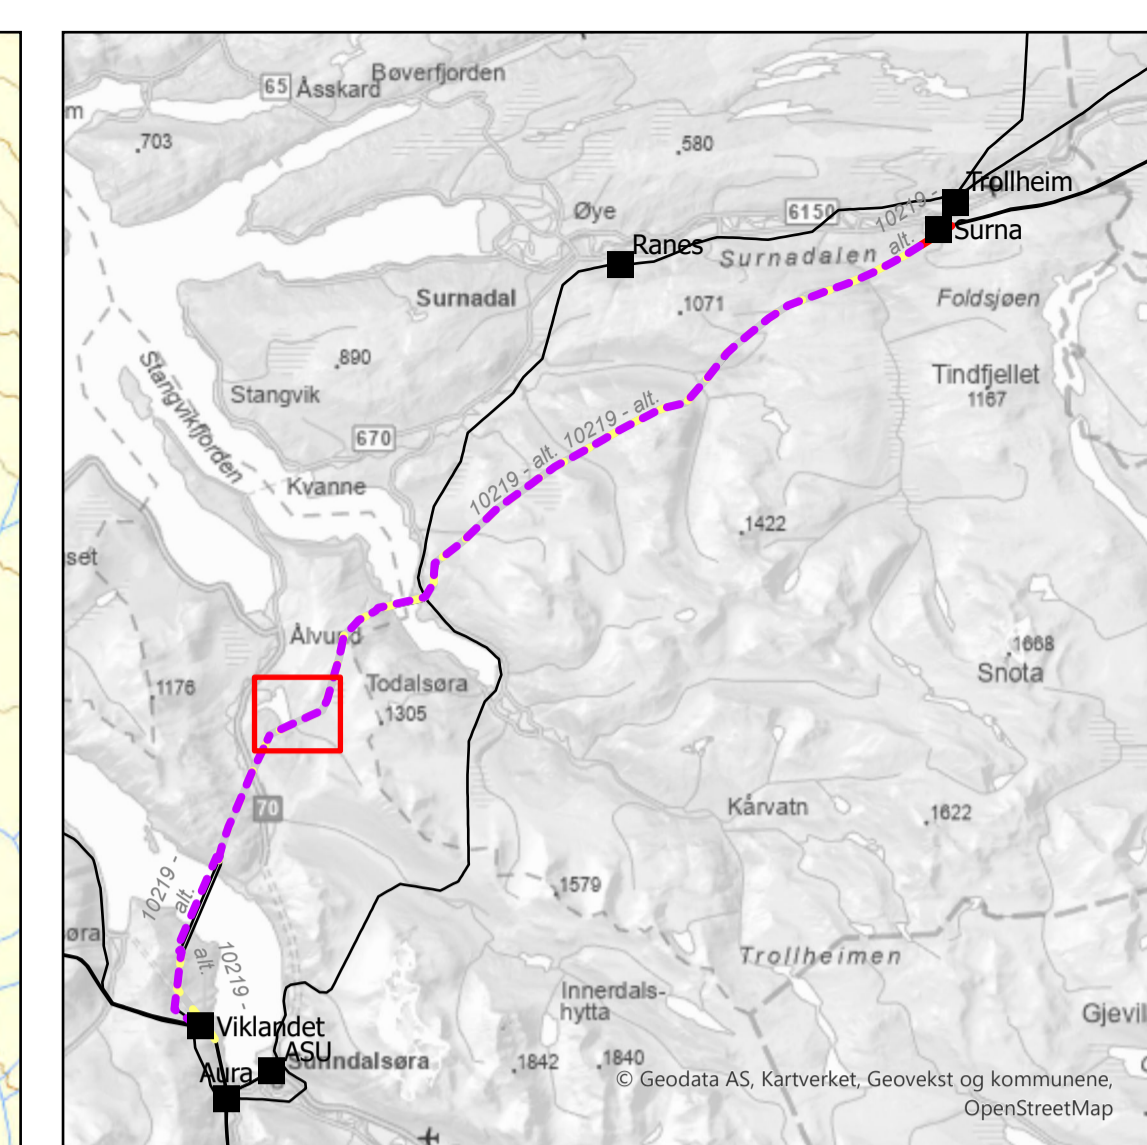 Bøverfjorden
65 Åsskard
m
703
580
Trollheim
10219 -
alt.
Øye
6150
Surna
Ranes
Surnadalen
Surnadal
Foldsjøen
1071
890
Stangvikfjorden
Stangvik
Tindfjellet
1167
10219 - alt. 10219 - alt.
670
Kvanne
1422
set
Ålvund
1668
Snota
Todalsøra
1176
1305
70
Kårvatn
1622
10219 -
alt.
1579
øra
10219 -
alt.
Trollheimen
Innerdals-
hytta
Gjevil
Viklandet
ASU
Sunndalsøra
Aura
1842
1840
© Geodata AS, Kartverket, Geovekst og kommunene,
OpenStreetMap